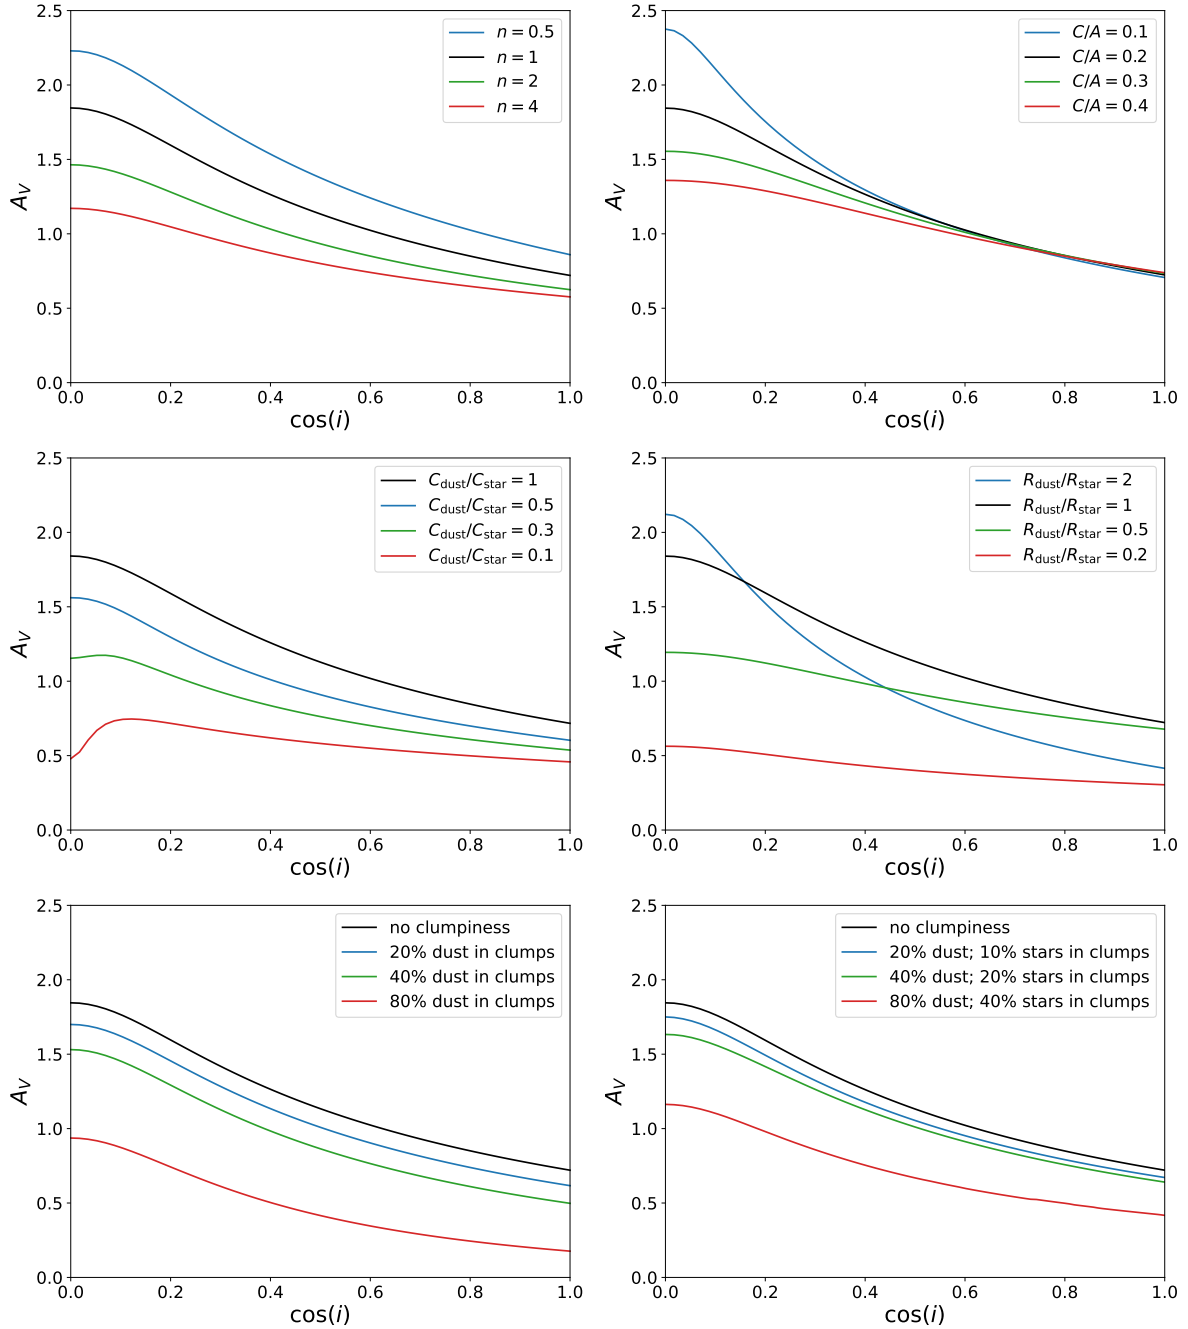 2.5
2.0
1.5
1.0
0.5
0.0
A_V
n = 0.5
n = 1
n = 2
n = 4
0.0 0.2 0.4 0.6 0.8 1.0
cos(i)
2.5
2.0
1.5
1.0
0.5
0.0
A_V
C/A = 0.1
C/A = 0.2
C/A = 0.3
C/A = 0.4
0.0 0.2 0.4 0.6 0.8 1.0
cos(i)
2.5
2.0
1.5
1.0
0.5
0.0
A_V
C_dust/C_star = 1
C_dust/C_star = 0.5
C_dust/C_star = 0.3
C_dust/C_star = 0.1
0.0 0.2 0.4 0.6 0.8 1.0
cos(i)
2.5
2.0
1.5
1.0
0.5
0.0
A_V
R_dust/R_star = 2
R_dust/R_star = 1
R_dust/R_star = 0.5
R_dust/R_star = 0.2
0.0 0.2 0.4 0.6 0.8 1.0
cos(i)
2.5
2.0
1.5
1.0
0.5
0.0
A_V
no clumpiness
20% dust in clumps
40% dust in clumps
80% dust in clumps
0.0 0.2 0.4 0.6 0.8 1.0
cos(i)
2.5
2.0
1.5
1.0
0.5
0.0
A_V
no clumpiness
20% dust; 10% stars in clumps
40% dust; 20% stars in clumps
80% dust; 40% stars in clumps
0.0 0.2 0.4 0.6 0.8 1.0
cos(i)